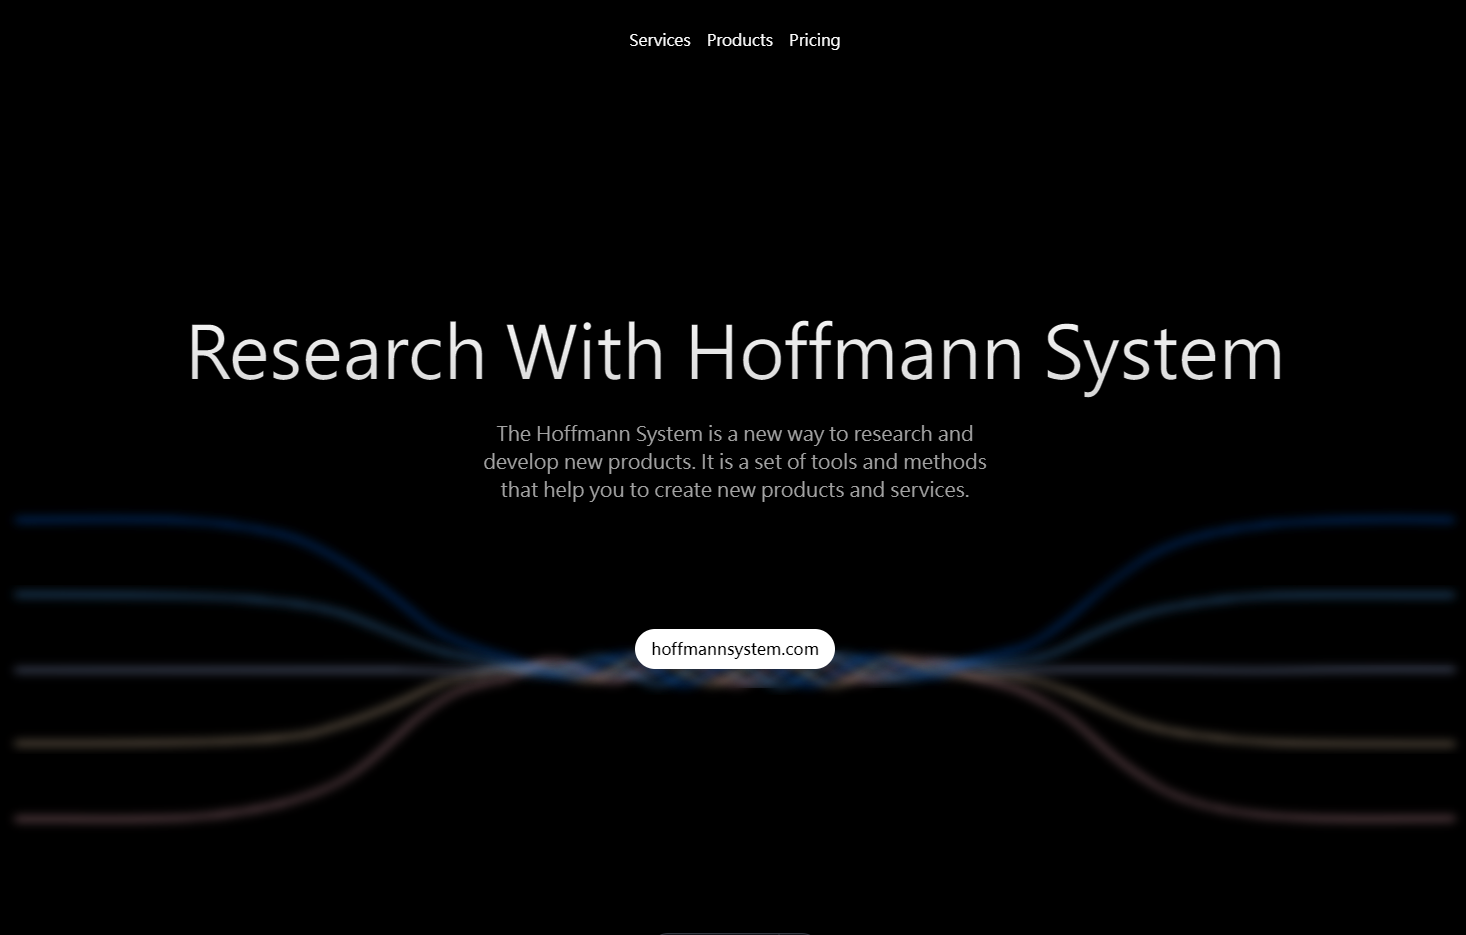 Services Products Pricing
Research With Hoffmann System
The Hoffmann System is a new way to research and
develop new products. It is a set of tools and methods
that help you to create new products and services.
hoffmannsystem.com